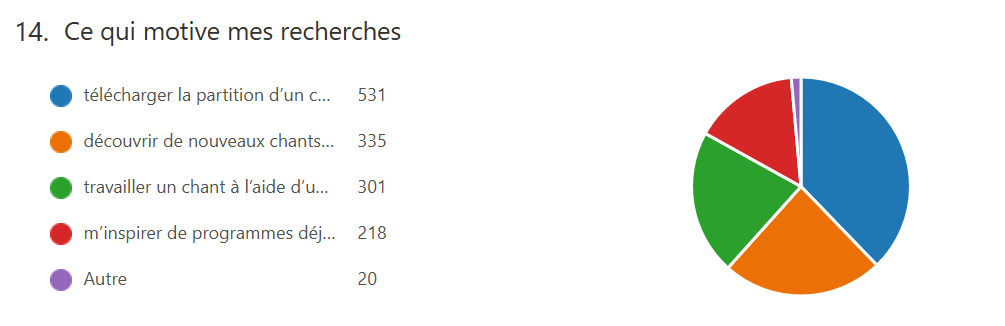 14. Ce qui motive mes recherches
télécharger la partition d’un c... 531
découvrir de nouveaux chants... 335
travailler un chant à l’aide d’u... 301
m’inspirer de programmes déj... 218
Autre 20